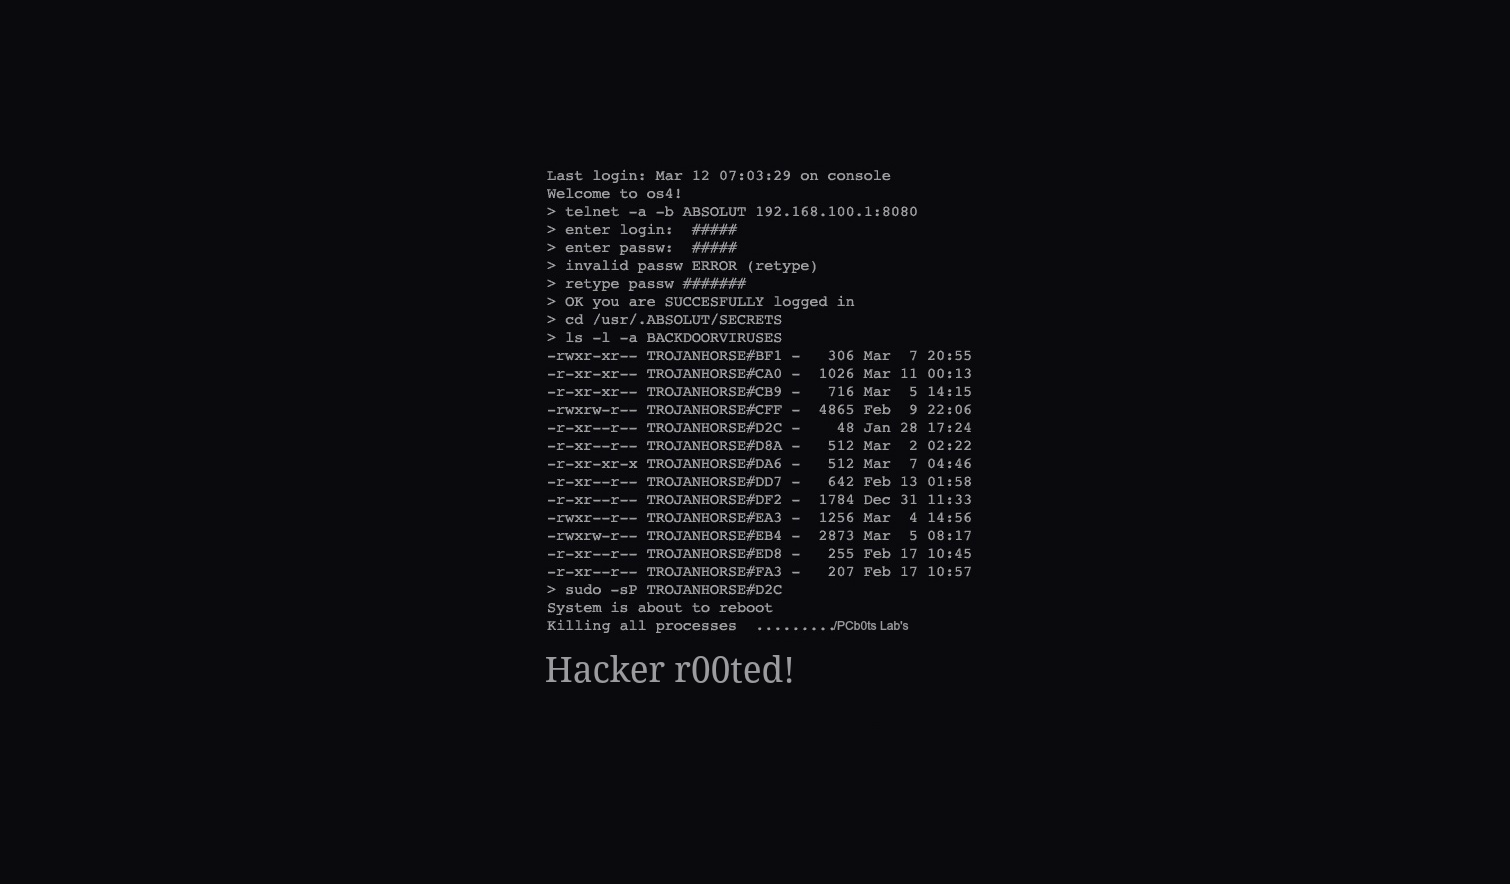 Last login: Mar 12 07:03:29 on console
Welcome to os4!
> telnet -a -b ABSOLUT 192.168.100.1:8080
> enter login:  #####
> enter passw:  #####
> invalid passw ERROR (retype)
> retype passw #######
> OK you are SUCCESFULLY logged in
> cd /usr/.ABSOLUT/SECRETS
> ls -l -a BACKDOORVIRUSES
-rwxr-xr-- TROJANHORSE#BF1 -   306 Mar  7 20:55
-r-xr-xr-- TROJANHORSE#CA0 -  1026 Mar 11 00:13
-r-xr-xr-- TROJANHORSE#CB9 -   716 Mar  5 14:15
-rwxrw-r-- TROJANHORSE#CFF -  4865 Feb  9 22:06
-r-xr--r-- TROJANHORSE#D2C -    48 Jan 28 17:24
-r-xr--r-- TROJANHORSE#D8A -   512 Mar  2 02:22
-r-xr-xr-x TROJANHORSE#DA6 -   512 Mar  7 04:46
-r-xr--r-- TROJANHORSE#DD7 -   642 Feb 13 01:58
-r-xr--r-- TROJANHORSE#DF2 -  1784 Dec 31 11:33
-rwxr--r-- TROJANHORSE#EA3 -  1256 Mar  4 14:56
-rwxrw-r-- TROJANHORSE#EB4 -  2873 Mar  5 08:17
-r-xr--r-- TROJANHORSE#ED8 -   255 Feb 17 10:45
-r-xr--r-- TROJANHORSE#FA3 -   207 Feb 17 10:57
> sudo -sP TROJANHORSE#D2C
System is about to reboot
Killing all processes  ........./PCb0ts Lab's
Hacker r00ted!